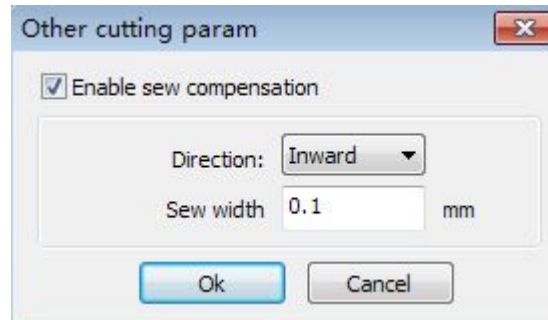 Other cutting param
Enable sew compensation
Direction: Inward
Sew width 0.1 mm
Ok Cancel